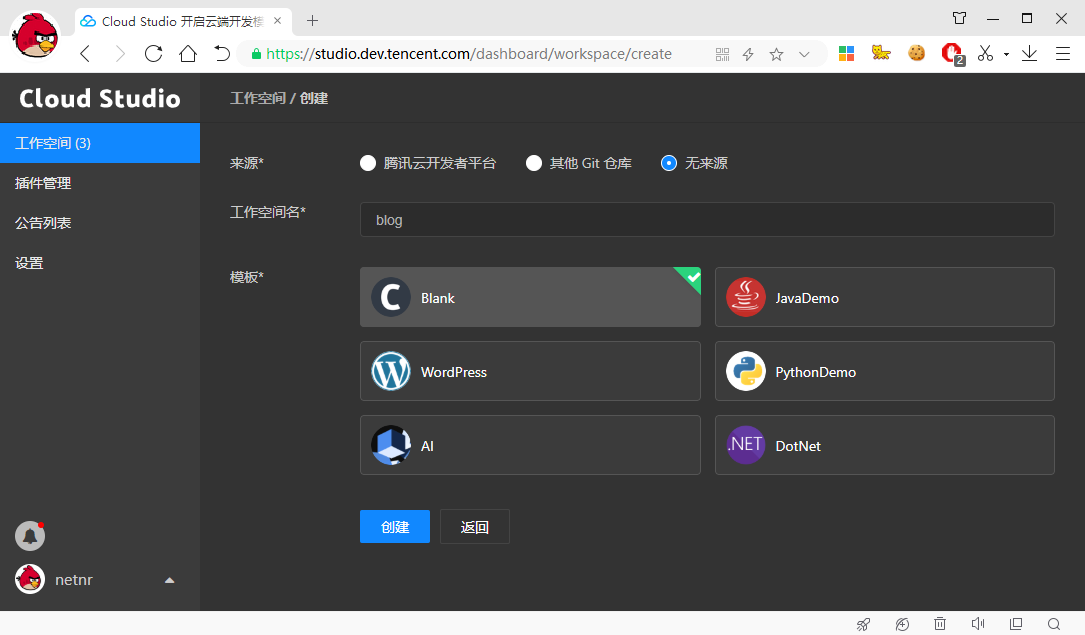 Cloud Studio 开启云端开发模
https://studio.dev.tencent.com/dashboard/workspace/create
2
Cloud Studio
工作空间 / 创建
工作空间 (3)
插件管理
公告列表
设置
来源*
腾讯云开发者平台
其他 Git 仓库
无来源
工作空间名*
blog
模板*
C
Blank
JavaDemo
W
WordPress
PythonDemo
AI
.NET
DotNet
创建
返回
netnr